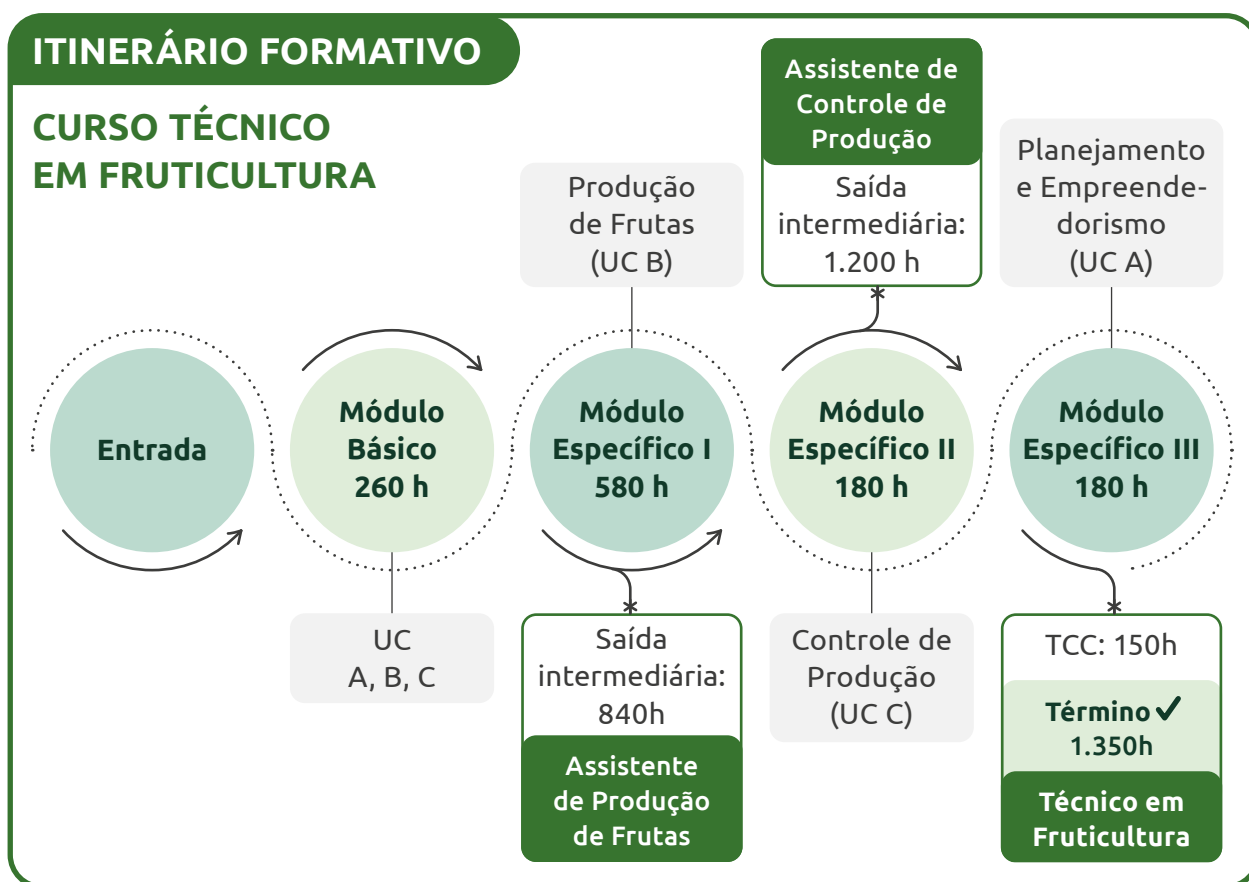 ITINERÁRIO FORMATIVO
CURSO TÉCNICO
EM FRUTICULTURA
Entrada
Módulo
Básico
260 h
UC
A, B, C
Produção
de Frutas
(UC B)
Módulo
Específico I
580 h
Saída
intermediária:
840h
Assistente
de Produção
de Frutas
Assistente de
Controle de
Produção
Saída
intermediária:
1.200 h
Módulo
Específico II
180 h
Controle de
Produção
(UC C)
Planejamento
e Empreende-
dorismo
(UC A)
Módulo
Específico III
180 h
TCC: 150h
Término ✔
1.350h
Técnico em
Fruticultura